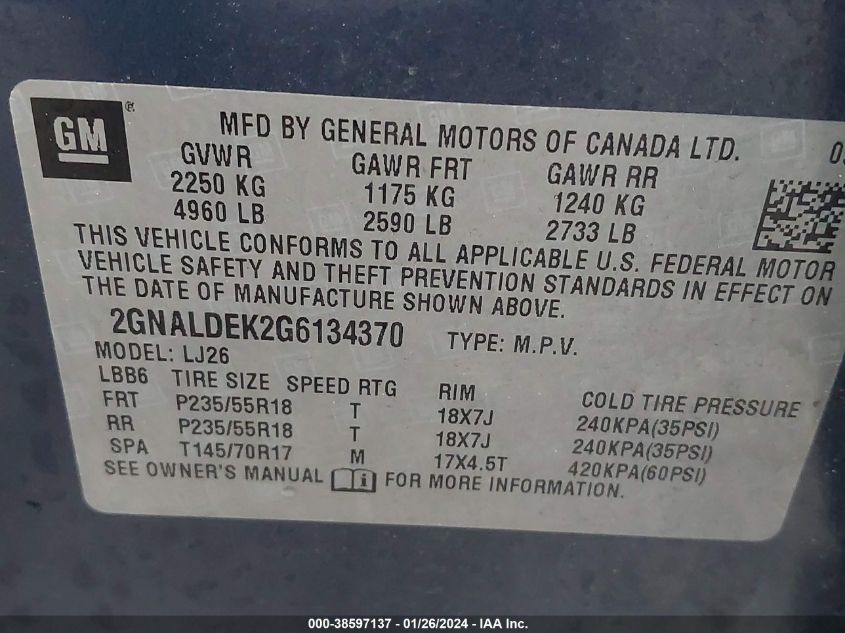 GM ®
MFD BY GENERAL MOTORS OF CANADA LTD.
GVWR GAWR FRT GAWR RR
2250 KG 1175 KG 1240 KG
4960 LB 2590 LB 2733 LB
THIS VEHICLE CONFORMS TO ALL APPLICABLE U.S. FEDERAL MOTOR
VEHICLE SAFETY AND THEFT PREVENTION STANDARDS IN EFFECT ON
THE DATE OF MANUFACTURE SHOWN ABOVE.
2GNALDEK2G6134370 TYPE: M.P.V.
MODEL: LJ26
LBB6 TIRE SIZE SPEED RTG RIM COLD TIRE PRESSURE
FRT P235/55R18 T 18X7J 240KPA(35PSI)
RR P235/55R18 T 18X7J 240KPA(35PSI)
SPA T145/70R17 M 17X4.5T 420KPA(60PSI)
SEE OWNER'S MANUAL FOR MORE INFORMATION.
000-38597137 - 01/26/2024 - IAA Inc.